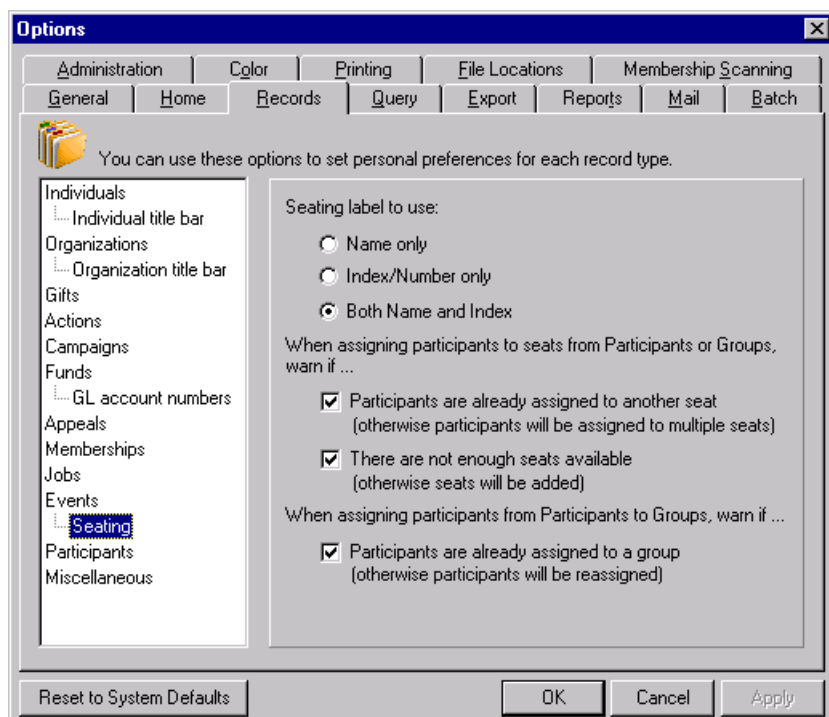 Options
Administration Color Printing File Locations Membership Scanning
General Home Records Query Export Reports Mail Batch
You can use these options to set personal preferences for each record type.
Individuals
Individual title bar
Organizations
Organization title bar
Gifts
Actions
Campaigns
Funds
GL account numbers
Appeals
Memberships
Jobs
Events
Seating
Participants
Miscellaneous
Seating label to use:
Name only
Index/Number only
Both Name and Index
When assigning participants to seats from Participants or Groups,
warn if ...
Participants are already assigned to another seat
(otherwise participants will be assigned to multiple seats)
There are not enough seats available
(otherwise seats will be added)
When assigning participants from Participants to Groups, warn if ...
Participants are already assigned to a group
(otherwise participants will be reassigned)
Reset to System Defaults OK Cancel Apply